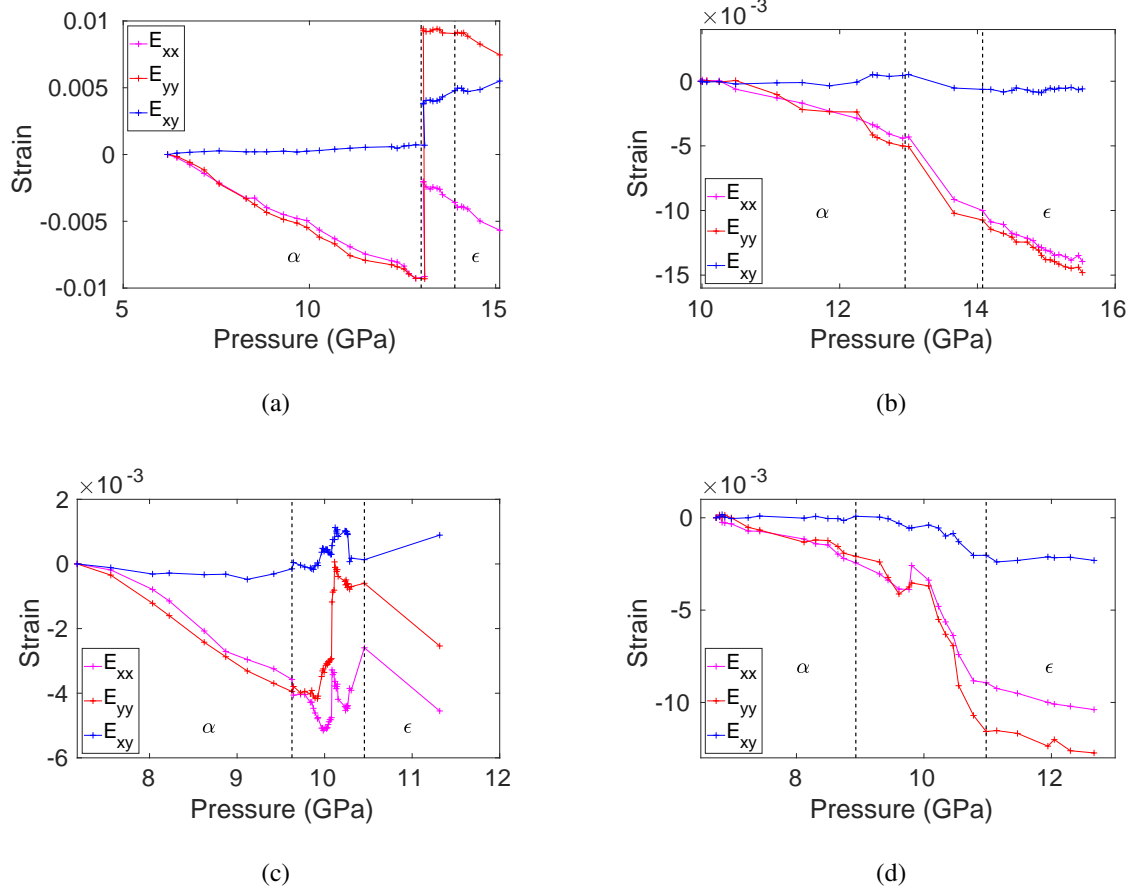 0.01
0.005
0
-0.005
-0.01
Strain
E_xx
E_yy
E_xy
α
ε
5
10
15
Pressure (GPa)
(a)
×10^-3
0
-5
-10
-15
Strain
E_xx
E_yy
E_xy
α
ε
10
12
14
16
Pressure (GPa)
(b)
×10^-3
2
0
-2
-4
-6
Strain
E_xx
E_yy
E_xy
α
ϵ
8
9
10
11
12
Pressure (GPa)
(c)
×10^-3
0
-5
-10
Strain
E_xx
E_yy
E_xy
α
ϵ
8
10
12
Pressure (GPa)
(d)